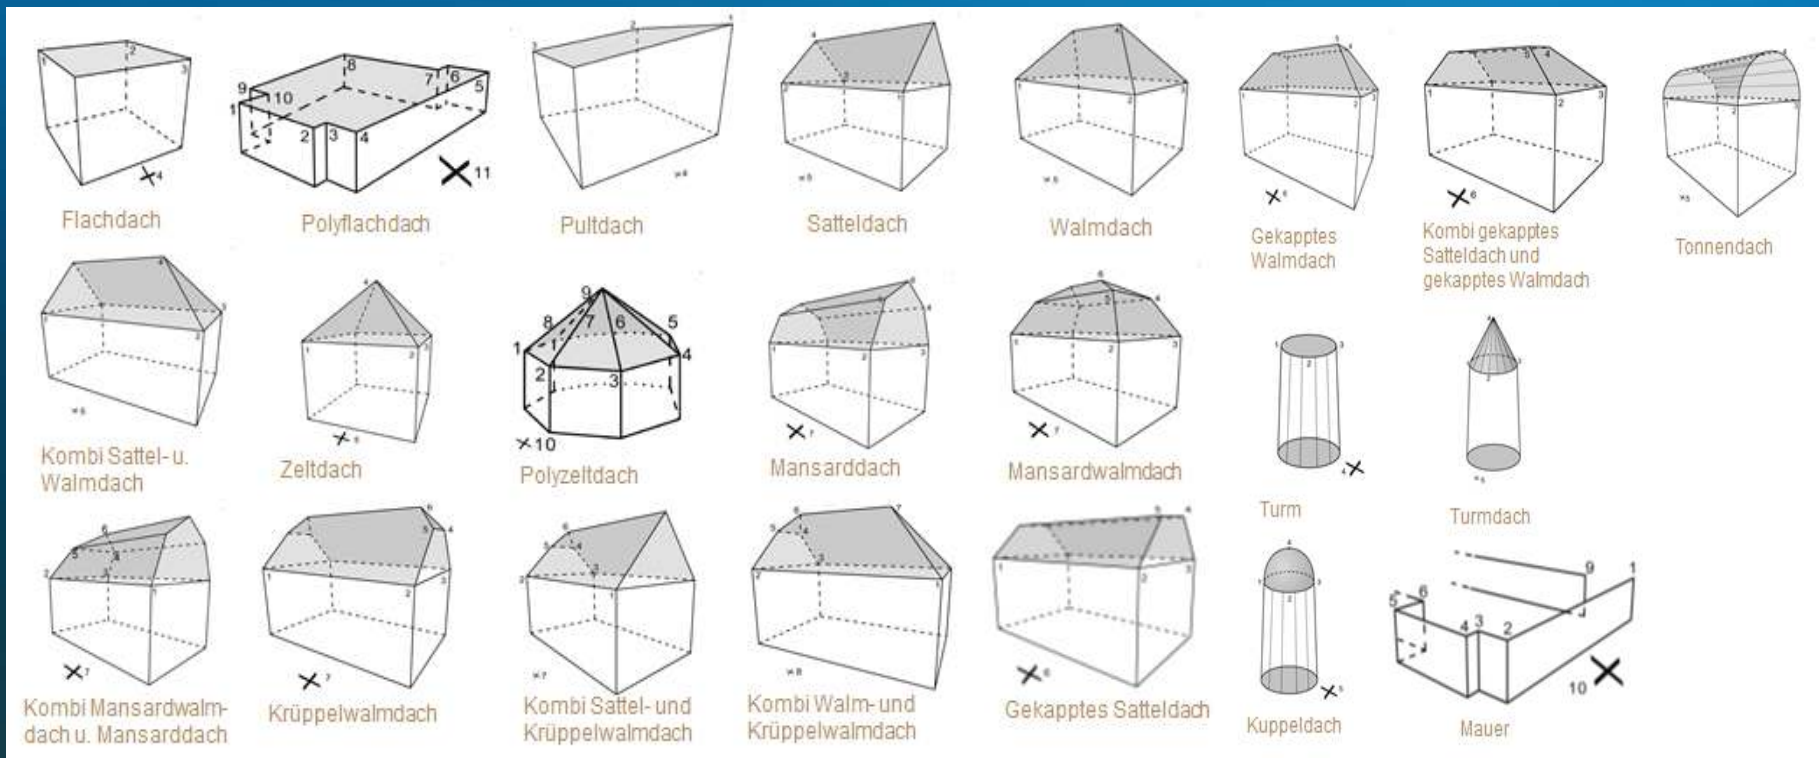 Flachdach
Polyflachdach
Pultdach
Satteldach
Walmdach
Gekapptes
Walmdach
Kombi gekapptes
Satteldach und
gekapptes Walmdach
Tonnendach
Kombi Sattel- u.
Walmdach
Zeltdach
Polyzeltdach
Mansarddach
Mansardwalmdach
Turm
Turmdach
Kombi Mansardwalm-
dach u. Mansarddach
Krüppelwalmdach
Kombi Sattel- und
Krüppelwalmdach
Kombi Walm- und
Krüppelwalmdach
Gekapptes Satteldach
Kuppeldach
Mauer